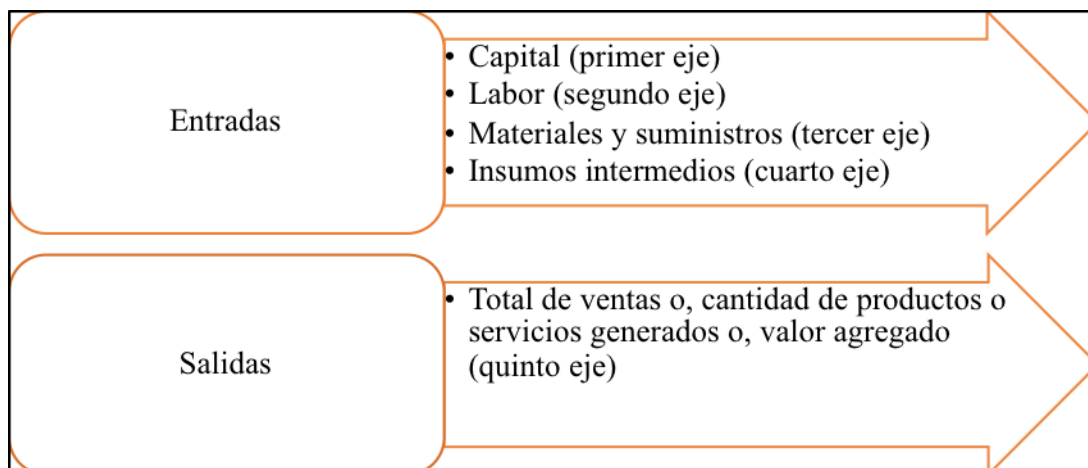 Entradas
• Capital (primer eje)
• Labor (segundo eje)
• Materiales y suministros (tercer eje)
• Insumos intermedios (cuarto eje)
Salidas
• Total de ventas o, cantidad de productos o
servicios generados o, valor agregado
(quinto eje)